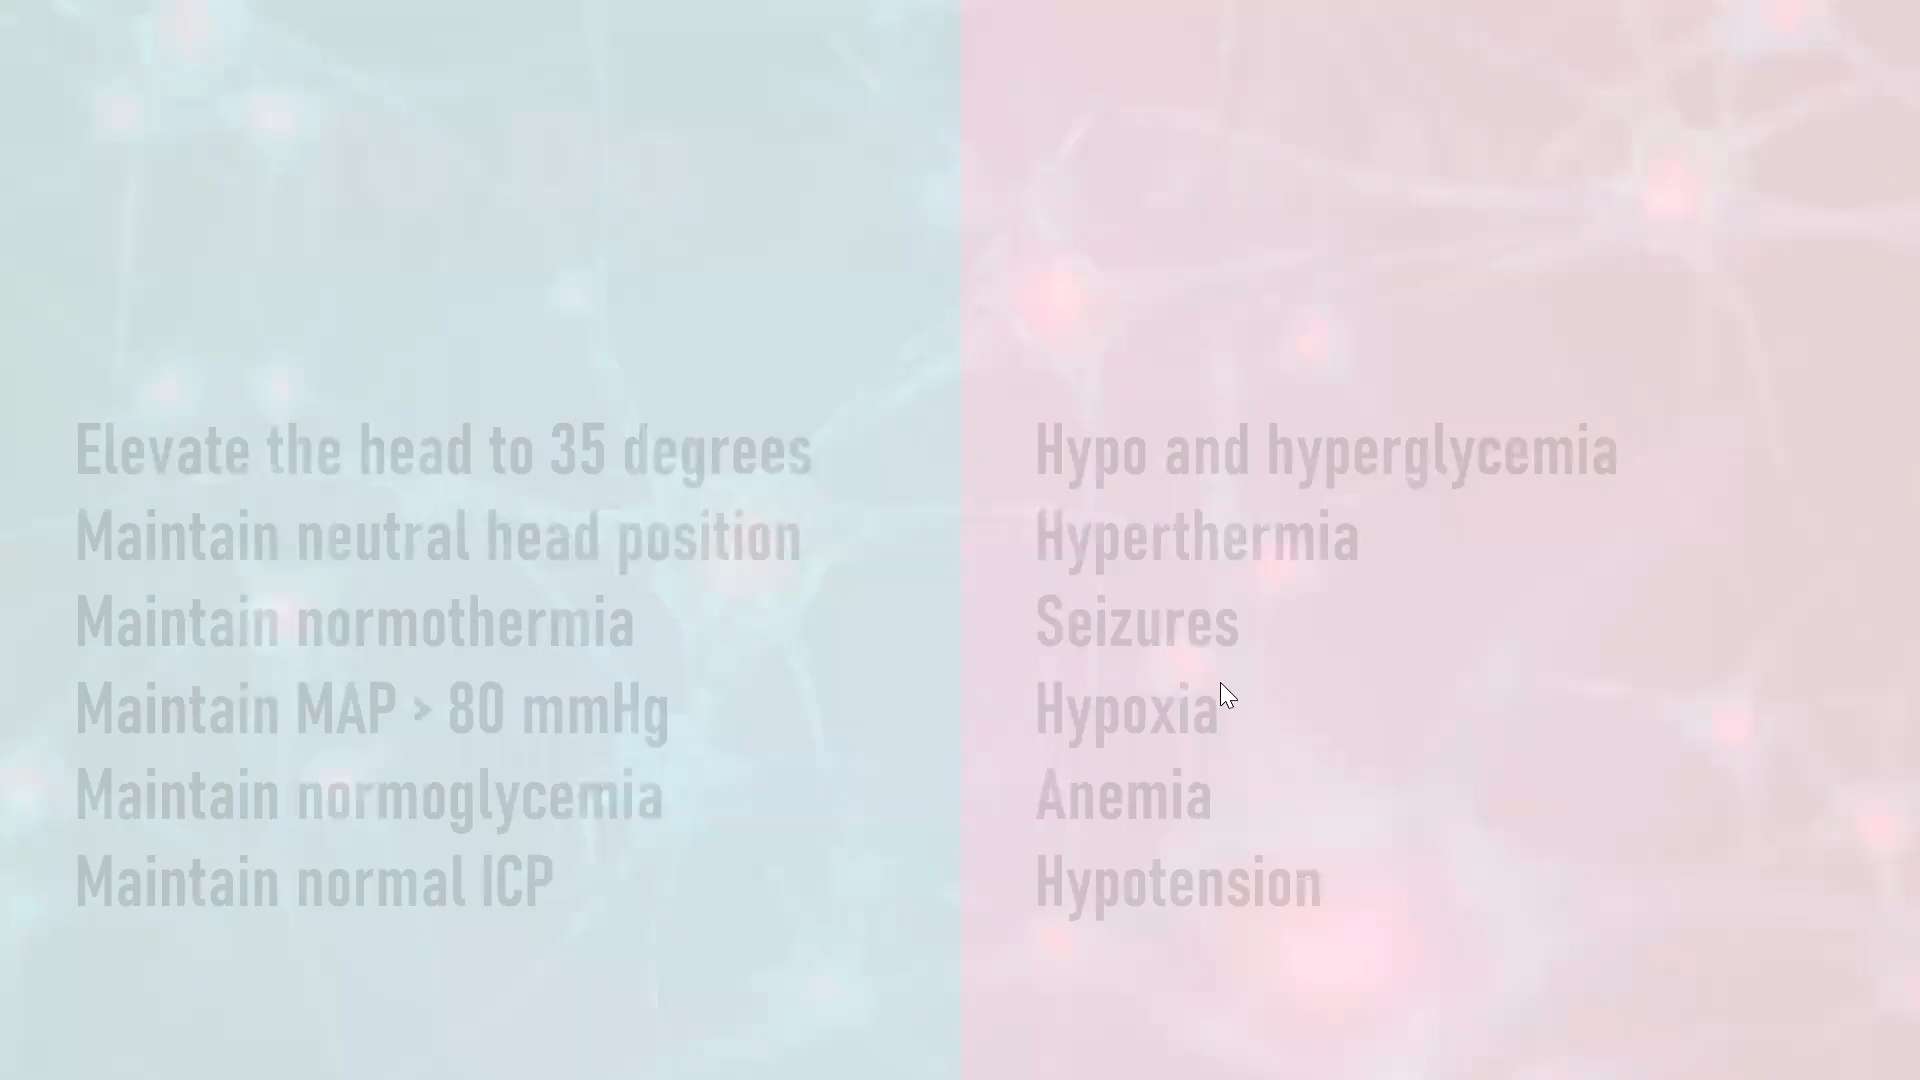 Elevate the head to 35 degrees
Maintain neutral head position
Maintain normothermia
Maintain MAP > 80 mmHg
Maintain normoglycemia
Maintain normal ICP
Hypo and hyperglycemia
Hyperthermia
Seizures
Hypoxia
Anemia
Hypotension